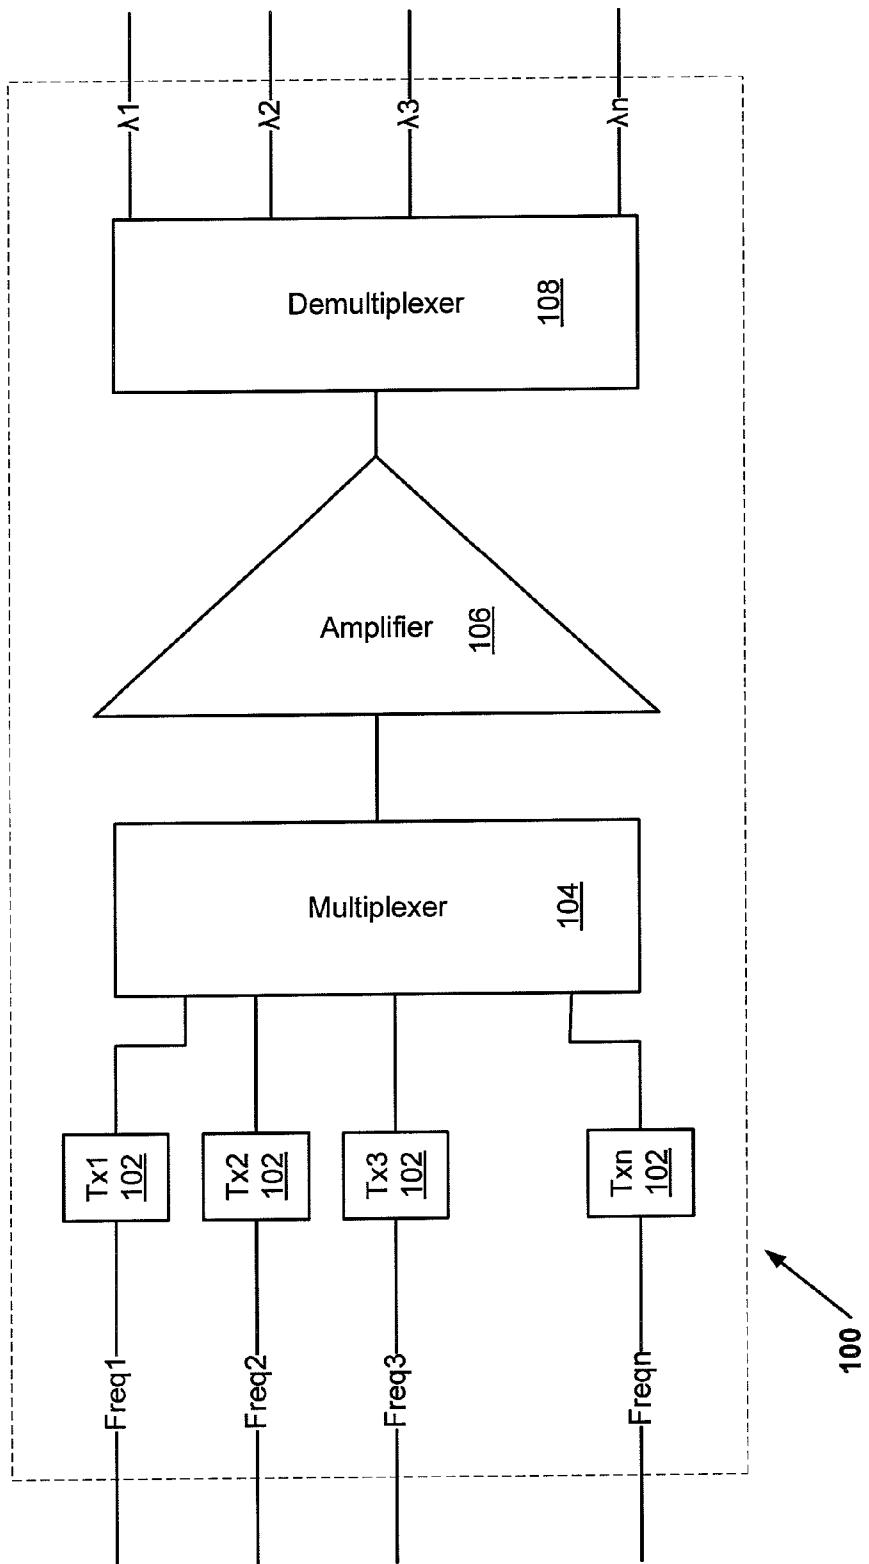 λ1
λ2
λ3
λn
Demultiplexer
108
Amplifier
106
Multiplexer
104
Tx1
102
Tx2
102
Tx3
102
Txn
102
Freq1
Freq2
Freq3
Freqn
100